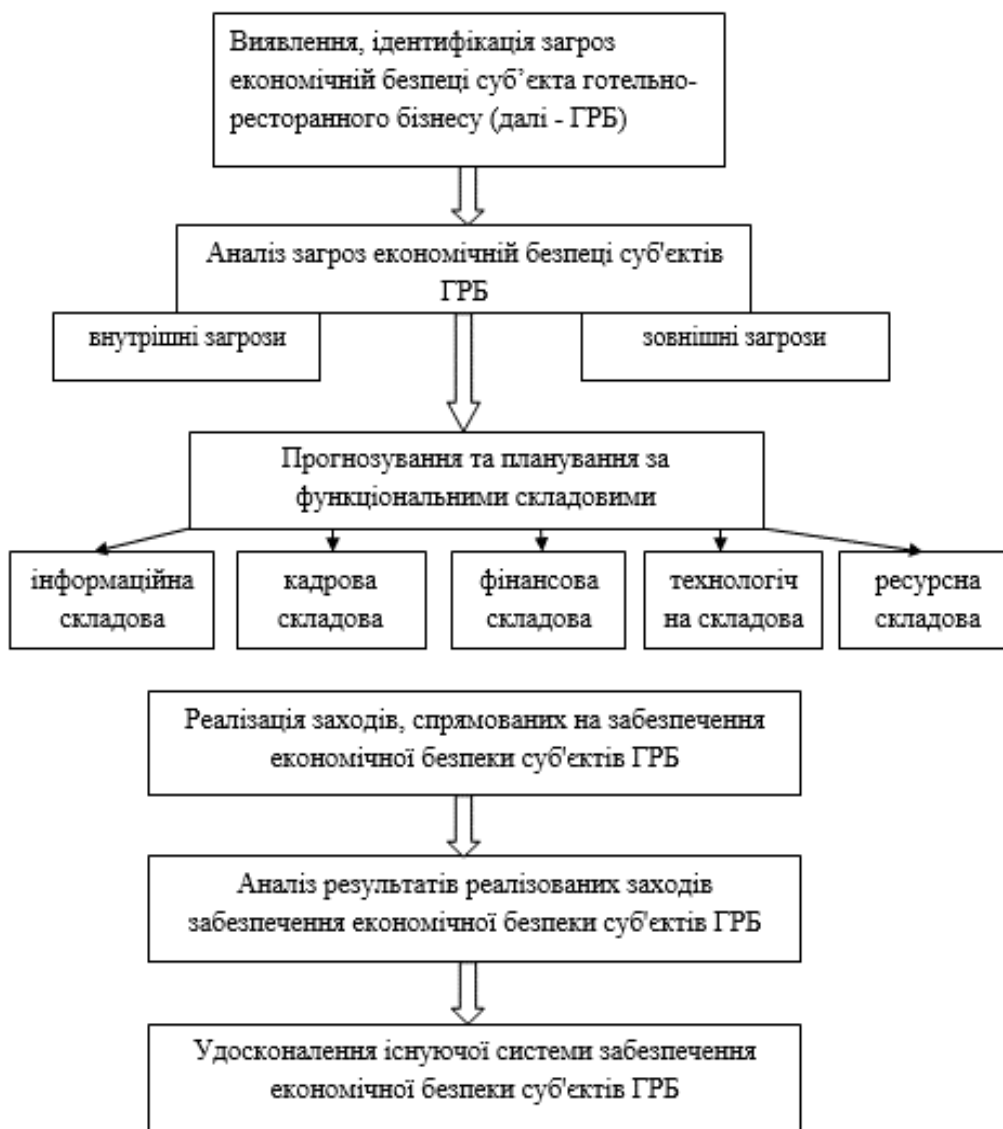 Виявлення, ідентифікація загроз
економічній безпеці суб’єкта готельно-
ресторанного бізнесу (далі - ГРБ)
Аналіз загроз економічній безпеці суб'єктів
ГРБ
внутрішні загрози
зовнішні загрози
Прогнозування та планування за
функціональними складовими
інформаційна
складова
кадрова
складова
фінансова
складова
технологіч
на складова
ресурсна
складова
Реалізація заходів, спрямованих на забезпечення
економічної безпеки суб'єктів ГРБ
Аналіз результатів реалізованих заходів
забезпечення економічної безпеки суб'єктів ГРБ
Удосконалення існуючої системи забезпечення
економічної безпеки суб'єктів ГРБ